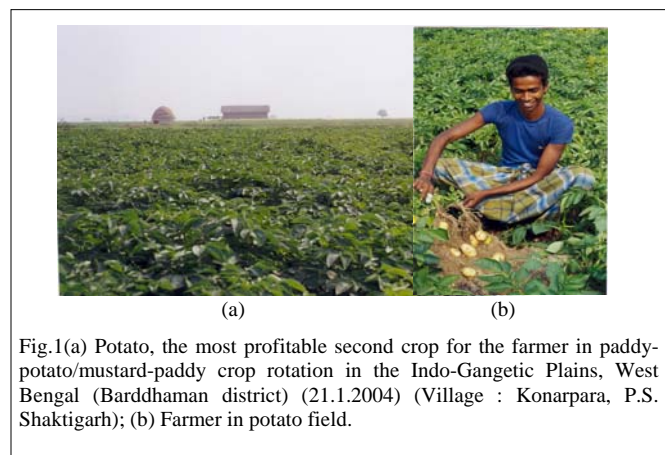 (a) (b)
Fig.1(a) Potato, the most profitable second crop for the farmer in paddy-
potato/mustard-paddy crop rotation in the Indo-Gangetic Plains, West
Bengal (Barddhaman district) (21.1.2004) (Village : Konarpara, P.S.
Shaktigarh); (b) Farmer in potato field.